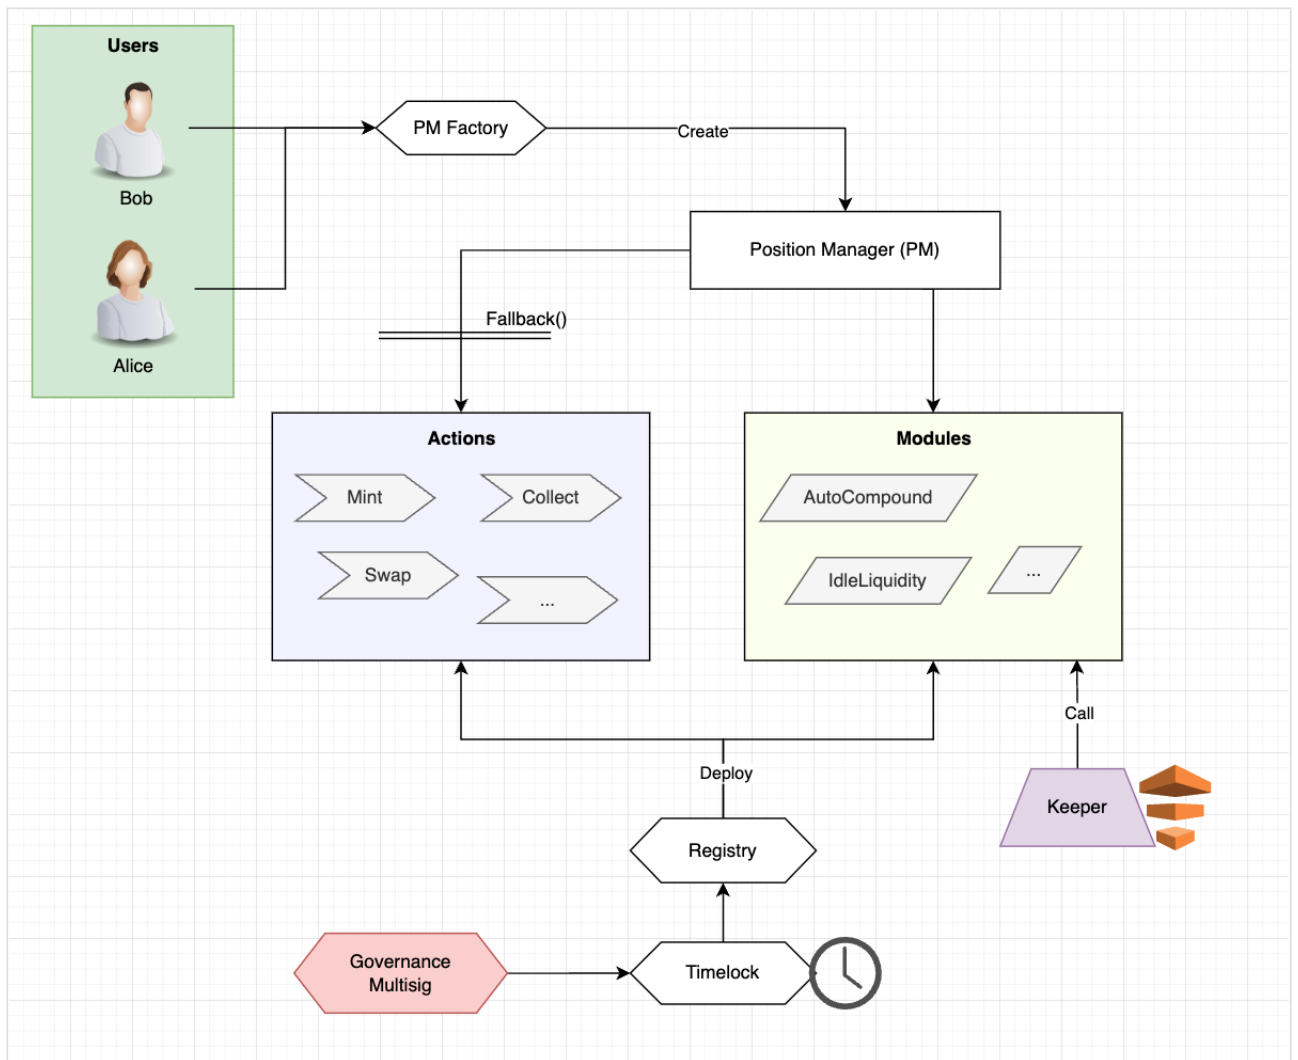 Users
Bob
Alice
PM Factory
Create
Position Manager (PM)
Fallback()
Actions
Mint
Collect
Swap
...
Modules
AutoCompound
IdleLiquidity
...
Call
Deploy
Keeper
Registry
Governance
Multisig
Timelock